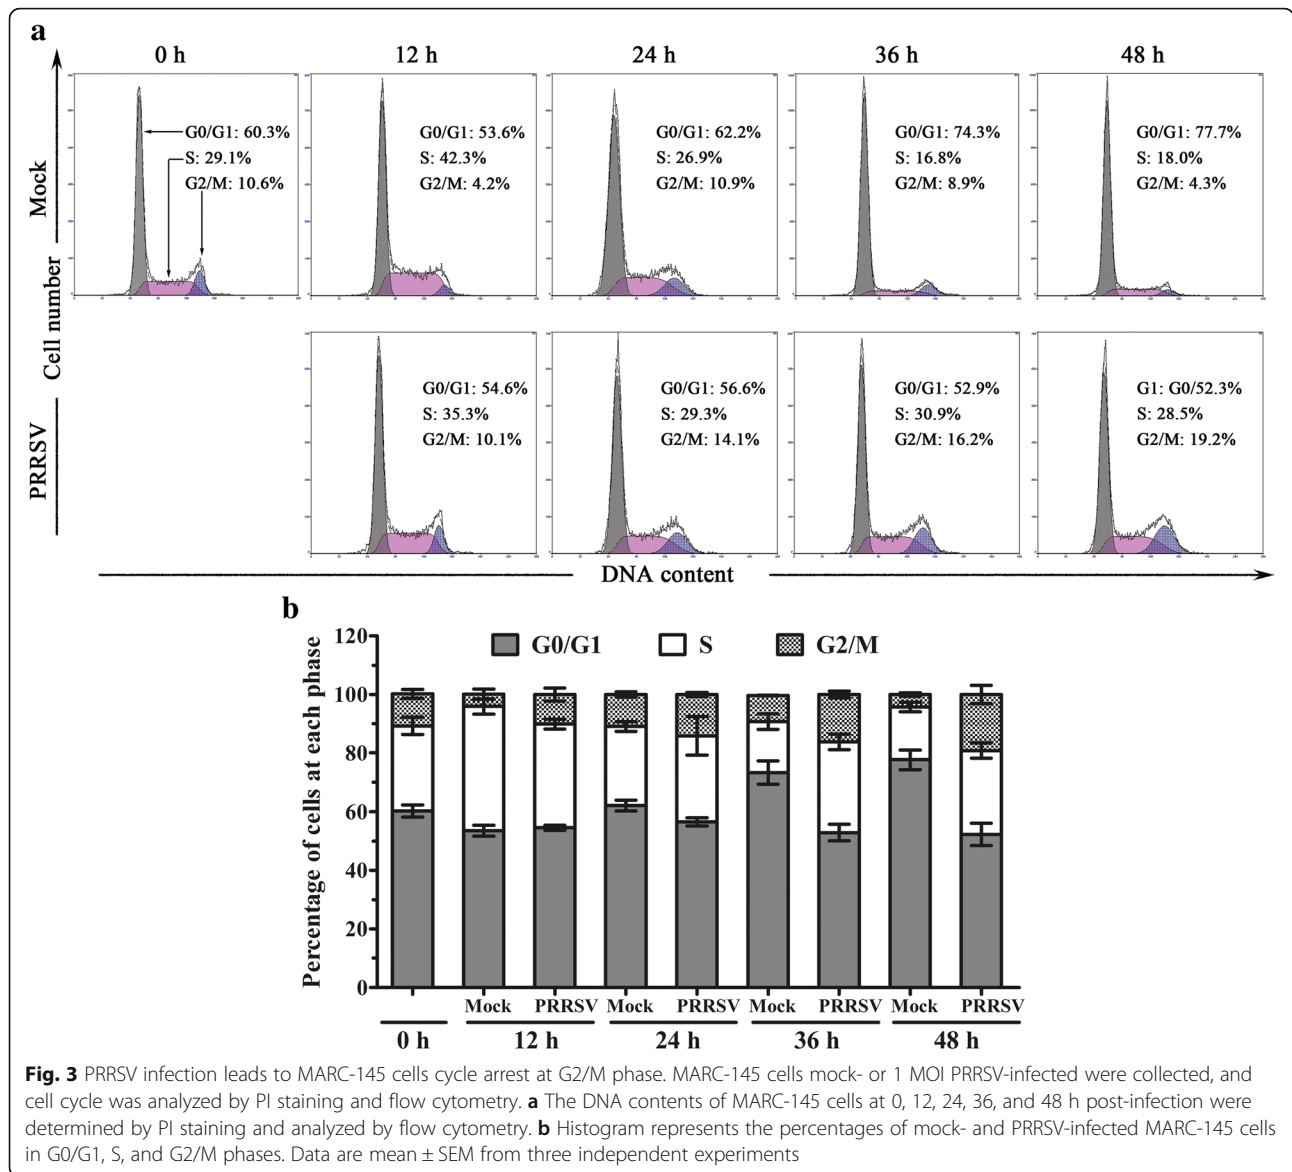 a
0 h
12 h
24 h
36 h
48 h
Mock
G0/G1: 60.3%
S: 29.1%
G2/M: 10.6%
G0/G1: 53.6%
S: 42.3%
G2/M: 4.2%
G0/G1: 62.2%
S: 26.9%
G2/M: 10.9%
G0/G1: 74.3%
S: 16.8%
G2/M: 8.9%
G0/G1: 77.7%
S: 18.0%
G2/M: 4.3%
Cell number
PRRSV
G0/G1: 54.6%
S: 35.3%
G2/M: 10.1%
G0/G1: 56.6%
S: 29.3%
G2/M: 14.1%
G0/G1: 52.9%
S: 30.9%
G2/M: 16.2%
G1: G0/52.3%
S: 28.5%
G2/M: 19.2%
DNA content
b
G0/G1
S
G2/M
Percentage of cells at each phase
120
100
80
60
40
20
0
Mock PRRSV Mock PRRSV Mock PRRSV Mock PRRSV
0 h 12 h 24 h 36 h 48 h
Fig. 3 PRRSV infection leads to MARC-145 cells cycle arrest at G2/M phase. MARC-145 cells mock- or 1 MOI PRRSV-infected were collected, and
cell cycle was analyzed by PI staining and flow cytometry. a The DNA contents of MARC-145 cells at 0, 12, 24, 36, and 48 h post-infection were
determined by PI staining and analyzed by flow cytometry. b Histogram represents the percentages of mock- and PRRSV-infected MARC-145 cells
in G0/G1, S, and G2/M phases. Data are mean ± SEM from three independent experiments